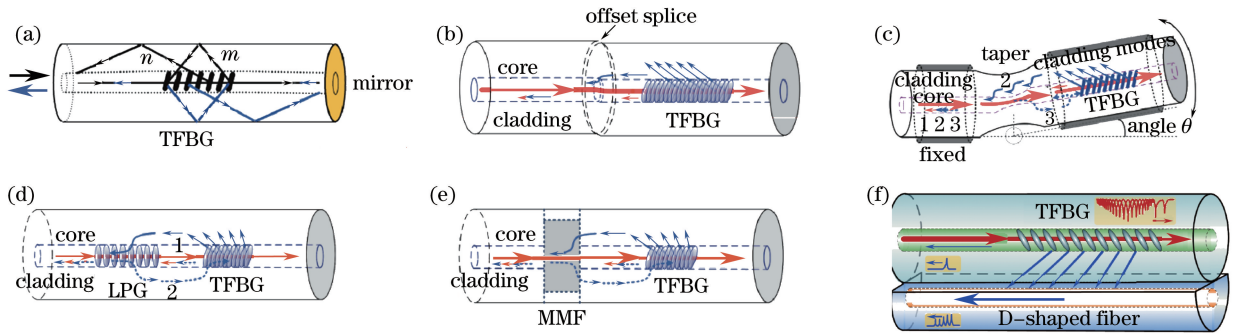 (a)
n
m
mirror
TFBG
(b)
offset splice
core
cladding
TFBG
(c)
taper
cladding modes
2
cladding
core
TFBG
1 2 3
3
angle θ
fixed
(d)
core
1
cladding
LPG
2
TFBG
(e)
core
cladding
TFBG
MMF
(f)
TFBG
D-shaped fiber